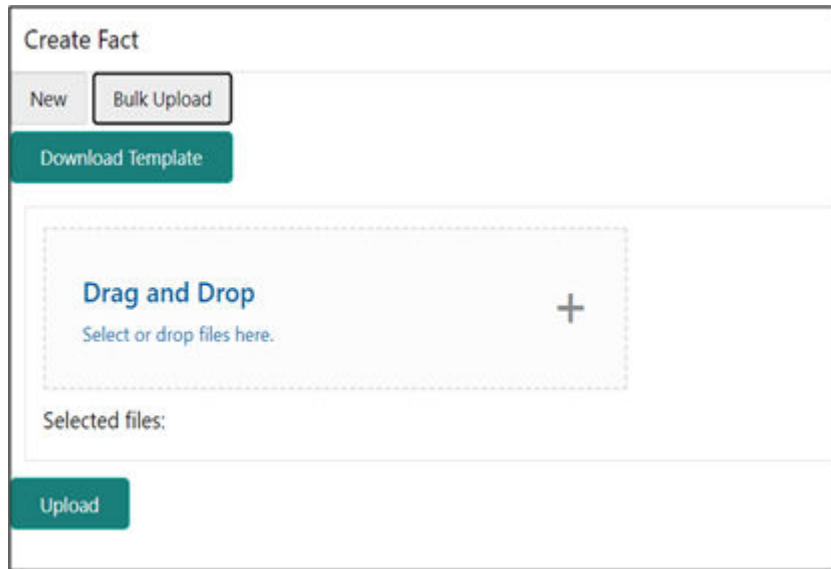 Create Fact
New Bulk Upload
Download Template
Drag and Drop
Select or drop files here.
Selected files:
Upload